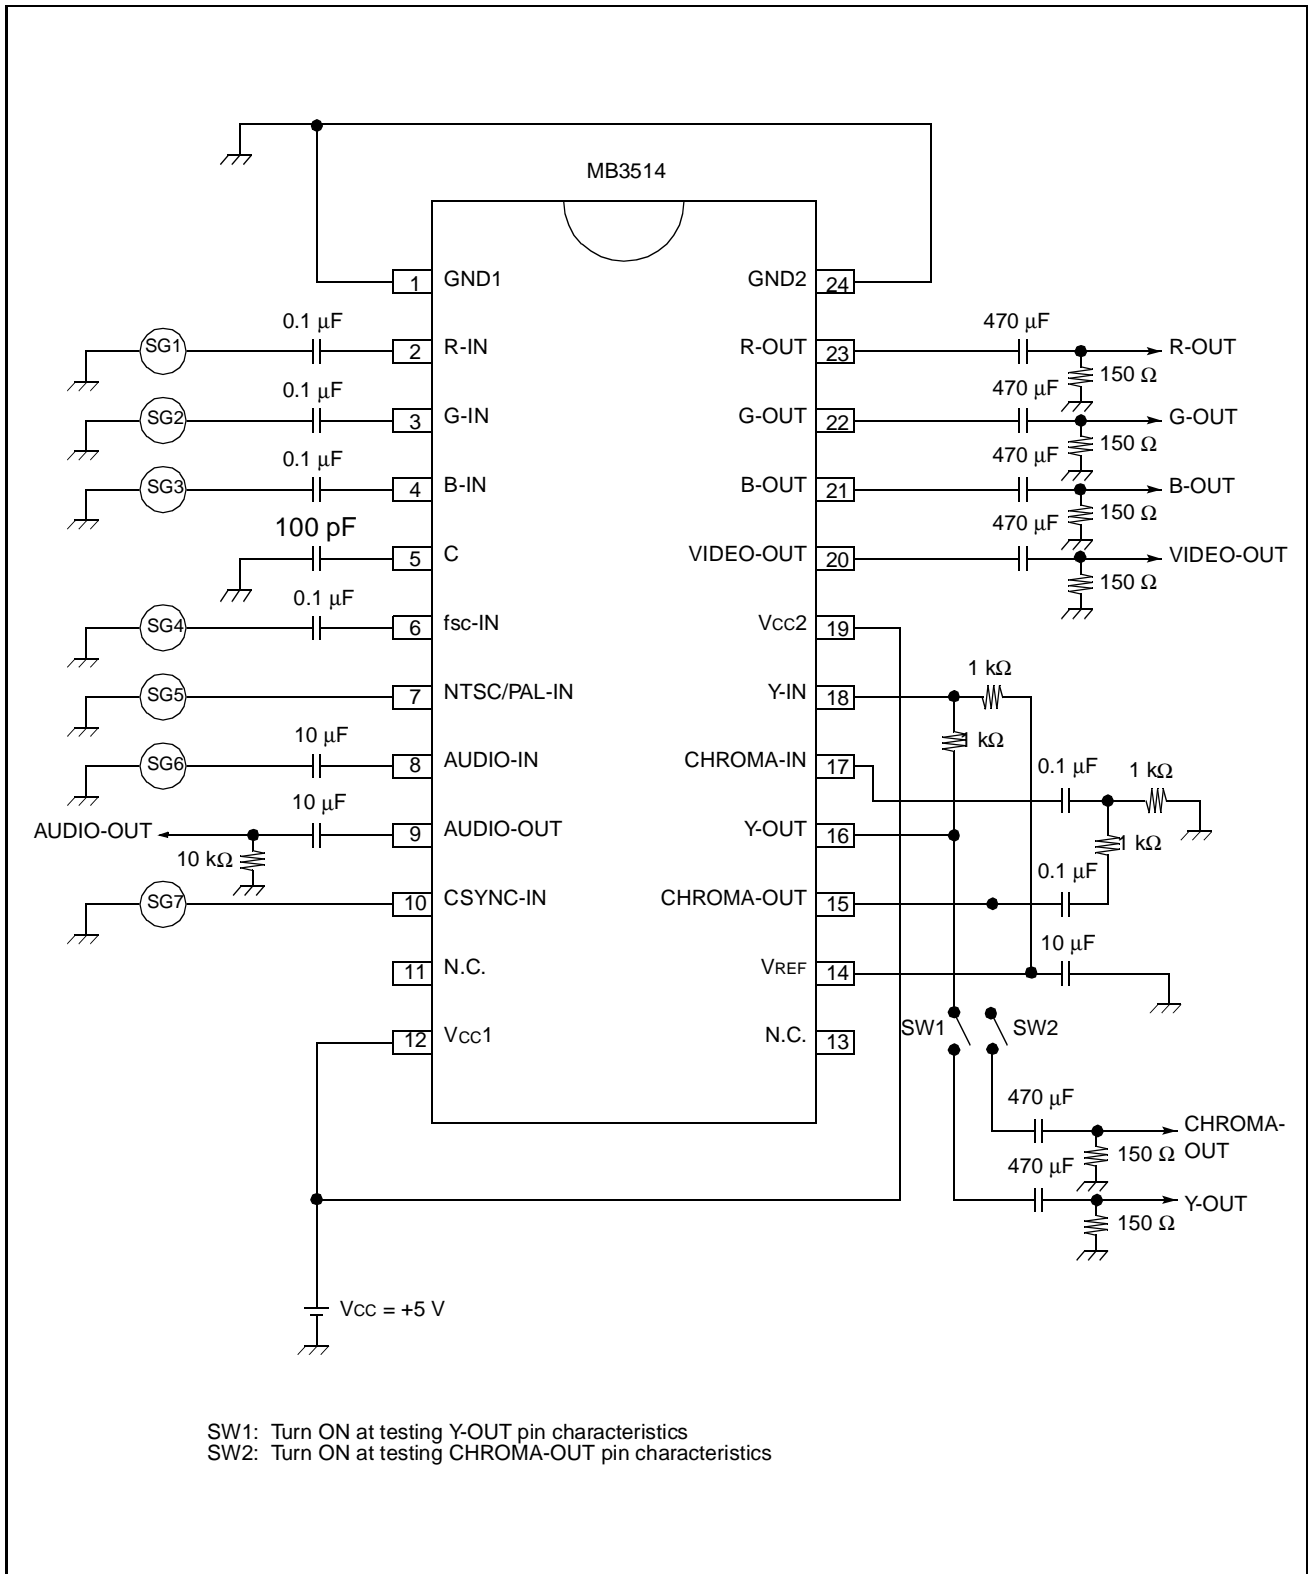 MB3514
1 GND1 GND2 24
0.1 μF 470 μF
SG1 2 R-IN R-OUT 23 R-OUT
150 Ω
0.1 μF 470 μF
SG2 3 G-IN G-OUT 22 G-OUT
150 Ω
0.1 μF 470 μF
SG3 4 B-IN B-OUT 21 B-OUT
150 Ω
100 pF 470 μF
5 C VIDEO-OUT 20 VIDEO-OUT
150 Ω
0.1 μF
SG4 6 fsc-IN VCC2 19
1 kΩ
SG5 7 NTSC/PAL-IN Y-IN 18
1 kΩ
10 μF
SG6 8 AUDIO-IN CHROMA-IN 17
0.1 μF 1 kΩ
10 μF
AUDIO-OUT 9 AUDIO-OUT Y-OUT 16
1 kΩ
10 kΩ
0.1 μF
SG7 10 CSYNC-IN CHROMA-OUT 15
10 μF
11 N.C. VREF 14
SW1 SW2
12 VCC1 N.C. 13
470 μF
CHROMA-
OUT
150 Ω
470 μF
Y-OUT
150 Ω
VCC = +5 V
SW1: Turn ON at testing Y-OUT pin characteristics
SW2: Turn ON at testing CHROMA-OUT pin characteristics